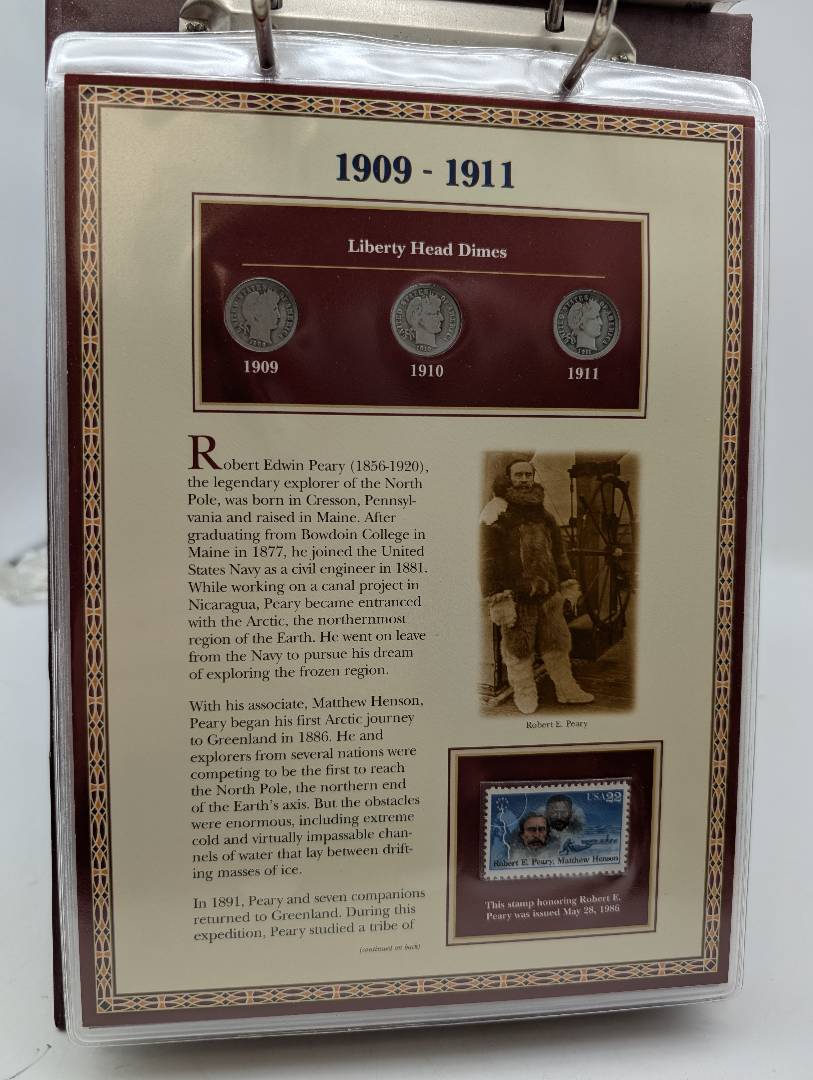 1909 - 1911
Liberty Head Dimes
1909
1910
1911
Robert Edwin Peary (1856-1920),
the legendary explorer of the North
Pole, was born in Cresson, Pennsyl-
vania and raised in Maine. After
graduating from Bowdoin College in
Maine in 1877, he joined the United
States Navy as a civil engineer in 1881.
While working on a canal project in
Nicaragua, Peary became entranced
with the Arctic, the northernmost
region of the Earth. He went on leave
from the Navy to pursue his dream
of exploring the frozen region.
With his associate, Matthew Henson,
Peary began his first Arctic journey
to Greenland in 1886. He and
explorers from several nations were
competing to be the first to reach
the North Pole, the northern end
of the Earth's axis. But the obstacles
were enormous, including extreme
cold and virtually impassable chan-
nels of water that lay between drift-
ing masses of ice.
In 1891, Peary and seven companions
returned to Greenland. During this
expedition, Peary studied a tribe of
(continued on back)
Robert E. Peary
USA 22
Robert E. Peary, Matthew Henson
This stamp honoring Robert E.
Peary was issued May 28, 1986